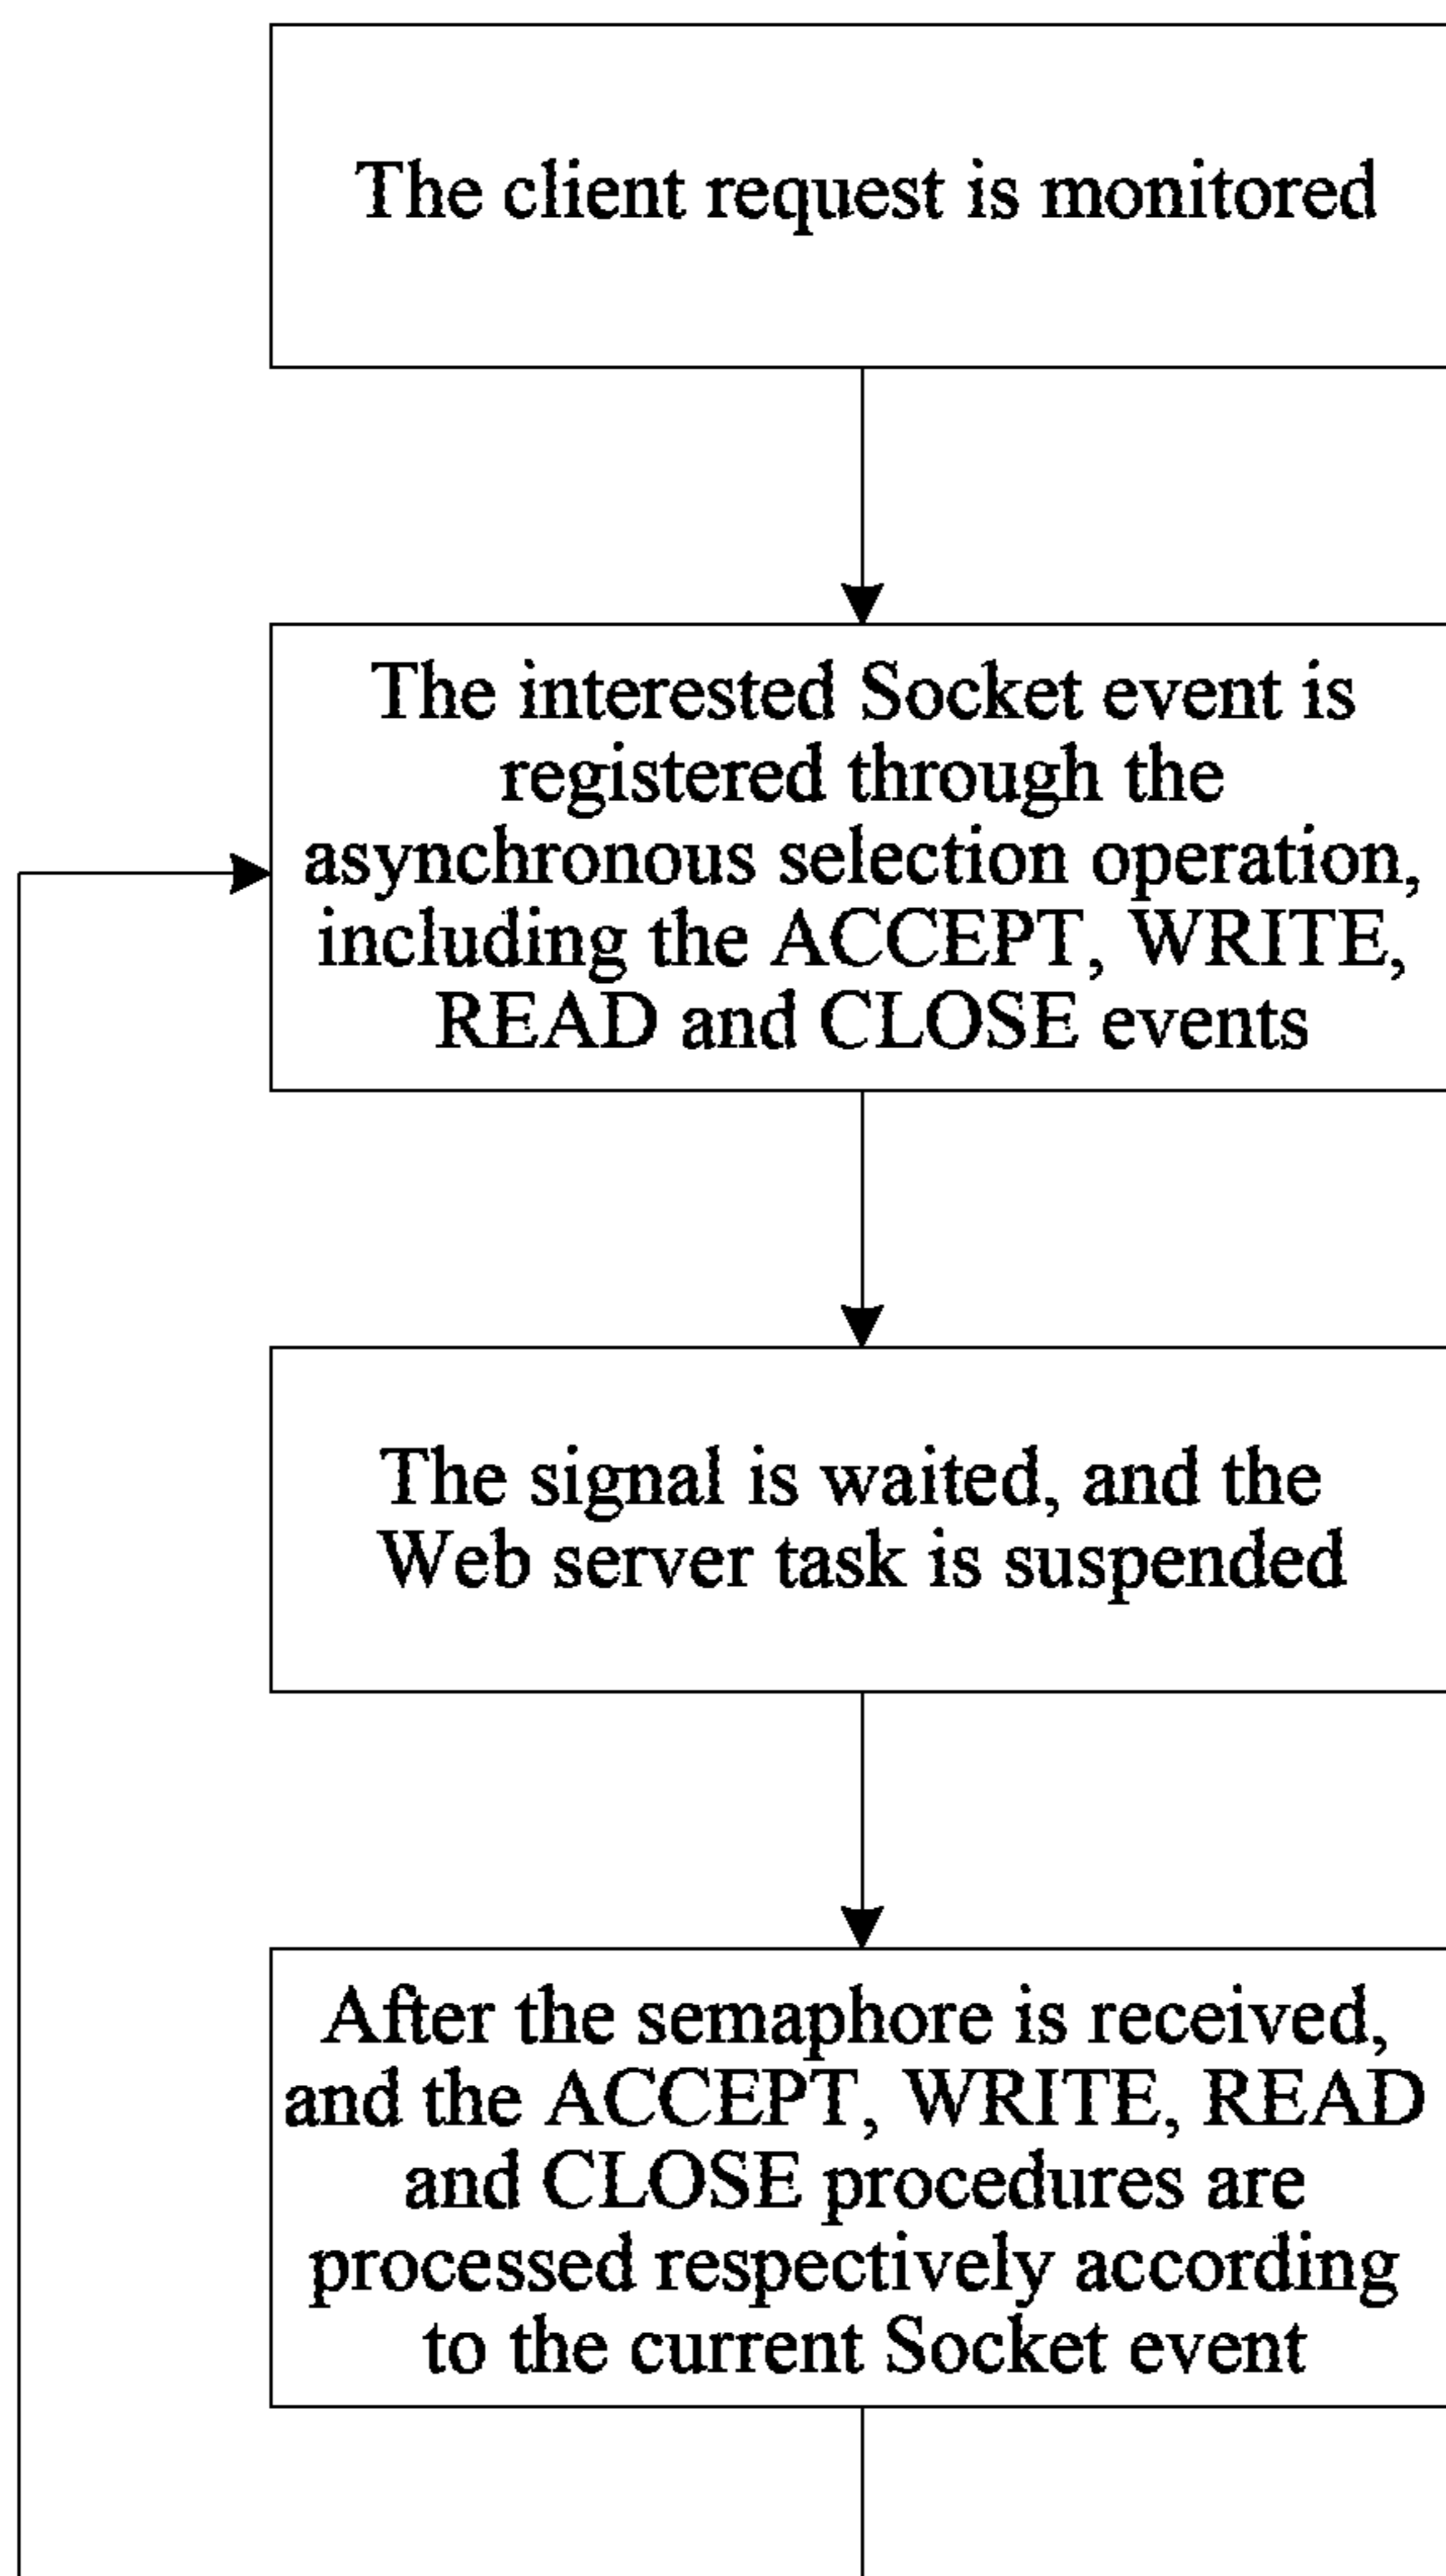 The client request is monitored
The interested Socket event is
registered through the
asynchronous selection operation,
including the ACCEPT, WRITE,
READ and CLOSE events
The signal is waited, and the
Web server task is suspended
After the semaphore is received,
and the ACCEPT, WRITE, READ
and CLOSE procedures are
processed respectively according
to the current Socket event